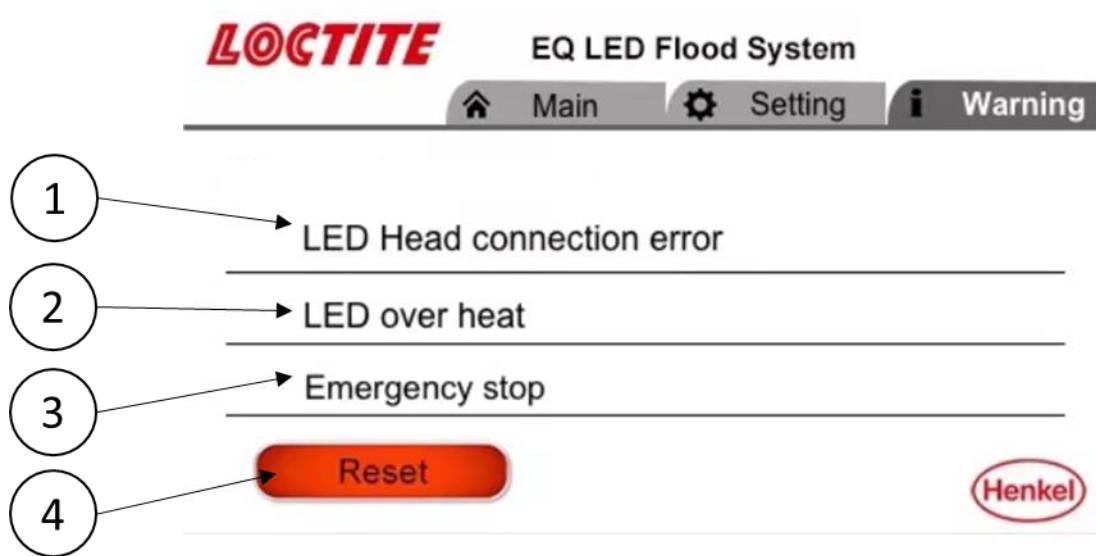 LOCTITE EQ LED Flood System
Main Setting i Warning
1 LED Head connection error
2 LED over heat
3 Emergency stop
4 Reset
Henkel